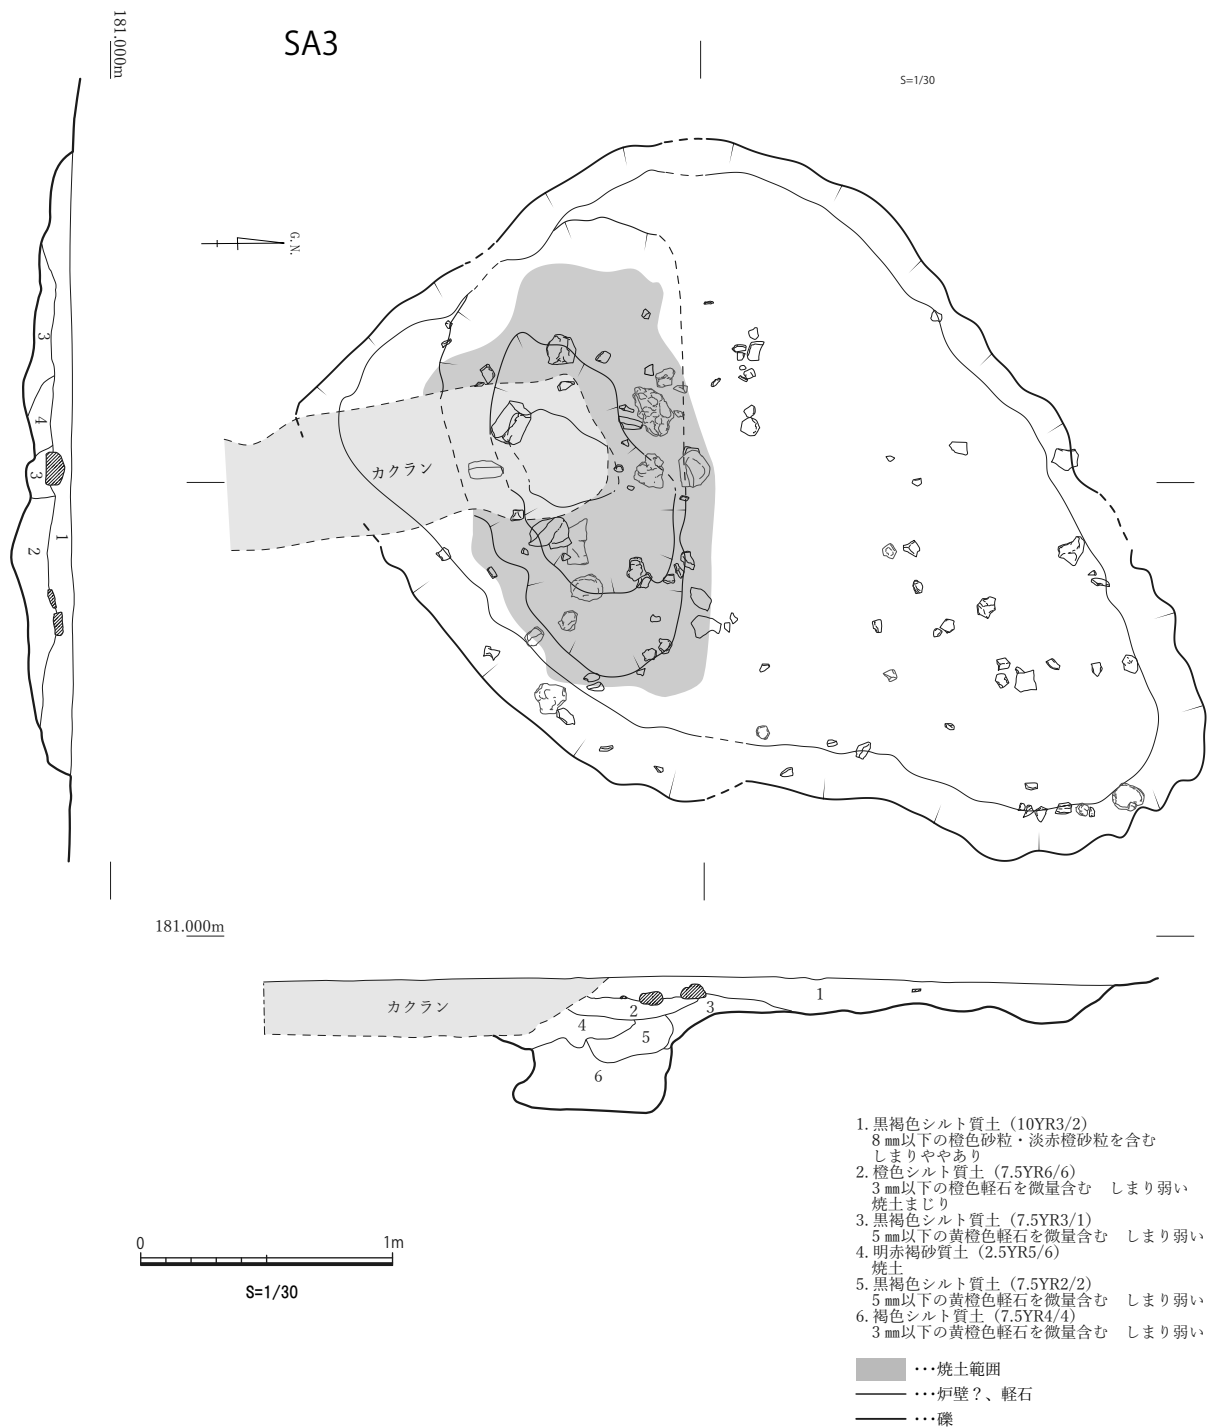 SA3
181.000m
S=1/30
G.N.
カクラン
3
4
3
1
2
181.000m
カクラン
1
2
3
4
5
6
0 1m
S=1/30
1. 黒褐色シルト質土（10YR3/2）
8㎜以下の橙色砂粒・淡赤橙砂粒を含む
しまりややあり
2. 橙色シルト質土（7.5YR6/6）
3㎜以下の橙色軽石を微量含む　しまり弱い
焼土まじり
3. 黒褐色シルト質土（7.5YR3/1）
5㎜以下の黄橙色軽石を微量含む　しまり弱い
4. 明赤褐砂質土（2.5YR5/6）
焼土
5. 黒褐色シルト質土（7.5YR2/2）
5㎜以下の黄橙色軽石を微量含む　しまり弱い
6. 褐色シルト質土（7.5YR4/4）
3㎜以下の黄橙色軽石を微量含む　しまり弱い
･･･焼土範囲
･･･炉壁？、軽石
･･･礫